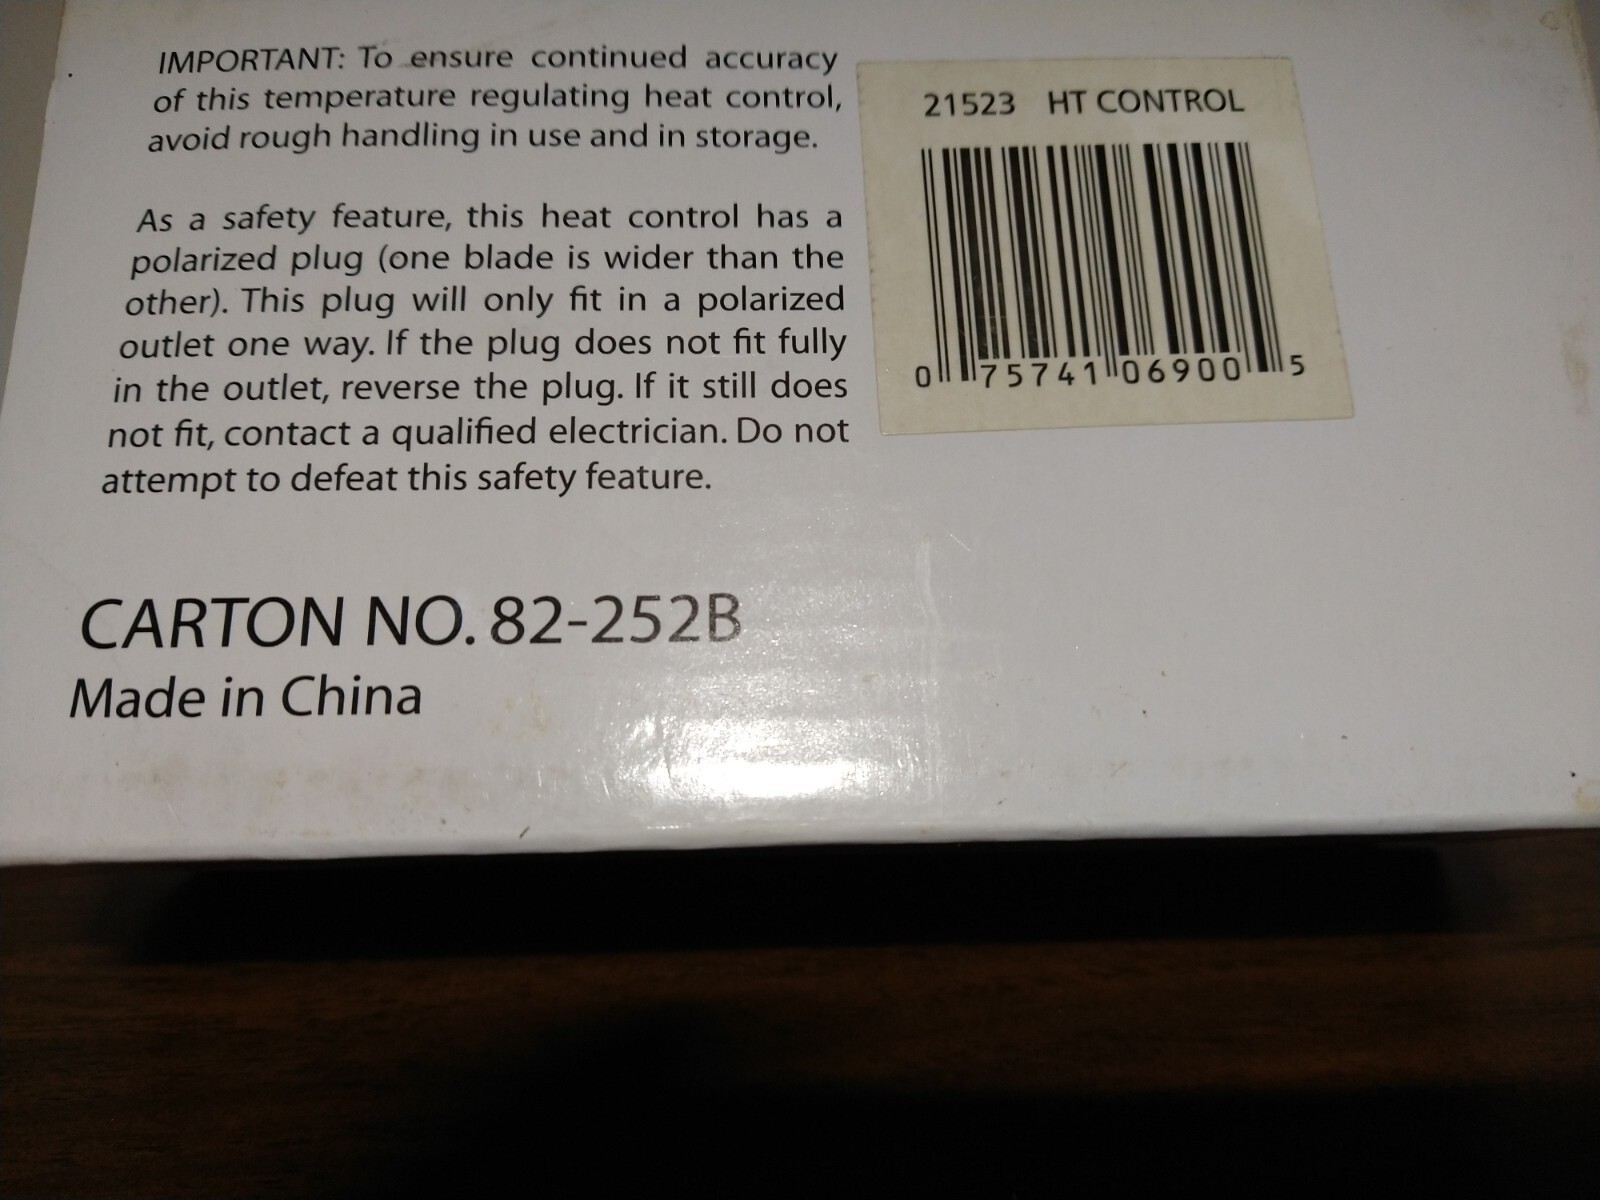 IMPORTANT: To ensure continued accuracy
of this temperature regulating heat control,
avoid rough handling in use and in storage.
As a safety feature, this heat control has a
polarized plug (one blade is wider than the
other). This plug will only fit in a polarized
outlet one way. If the plug does not fit fully
in the outlet, reverse the plug. If it still does
not fit, contact a qualified electrician. Do not
attempt to defeat this safety feature.
CARTON NO. 82-252B
Made in China
21523 HT CONTROL
0 75741 06900 5